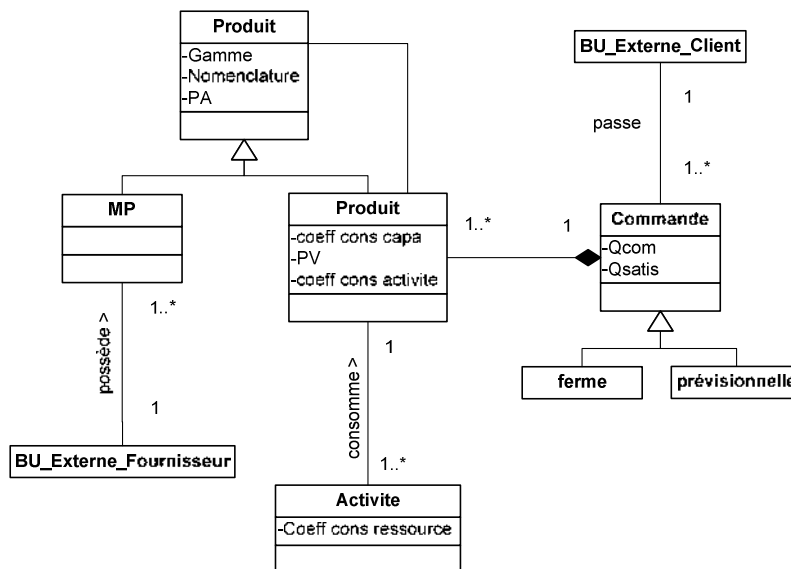 Produit
-Gamme
-Nomenclature
-PA
BU_Externe_Client
1
passe
1..*
MP
Produit
-coeff cons capa
-PV
-coeff cons activite
1..*
1
Commande
-Qcom
-Qsatis
possède >
1..*
1
BU_Externe_Fournisseur
consomme >
1
1..*
ferme
prévisionnelle
Activite
-Coeff cons ressource